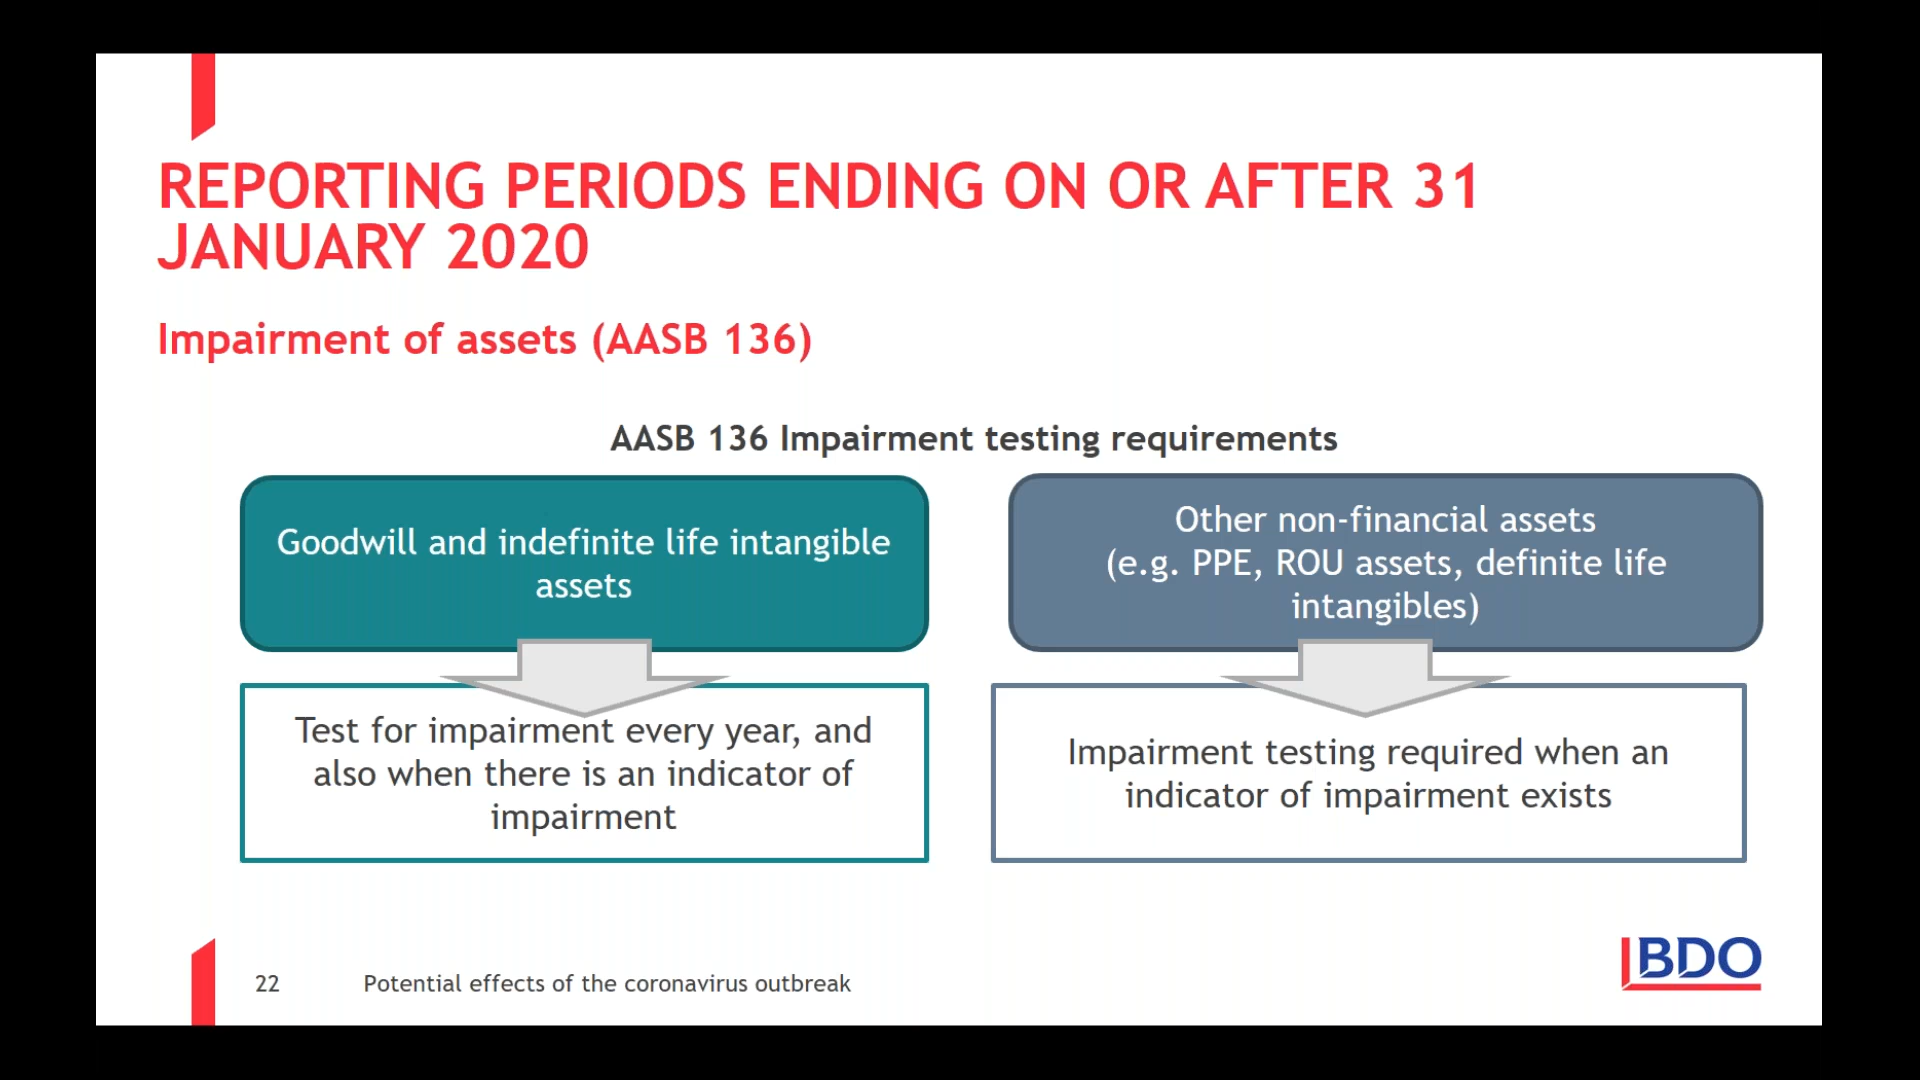 REPORTING PERIODS ENDING ON OR AFTER 31
JANUARY 2020
Impairment of assets (AASB 136)
AASB 136 Impairment testing requirements
Goodwill and indefinite life intangible
assets
Other non-financial assets
(e.g. PPE, ROU assets, definite life
intangibles)
Test for impairment every year, and
also when there is an indicator of
impairment
Impairment testing required when an
indicator of impairment exists
22 Potential effects of the coronavirus outbreak
BDO